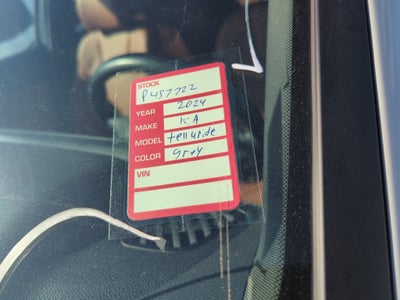 STOCK
P457722
YEAR 2024
MAKE KIA
MODEL telluride
COLOR grey
VIN